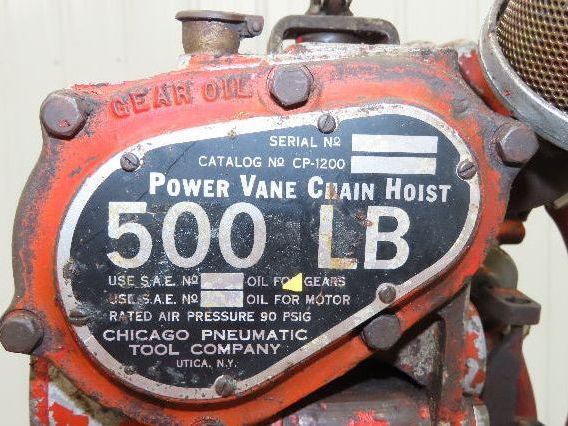 GEAR OIL
SERIAL No
CATALOG No CP-1200
POWER VANE CHAIN HOIST
500 LB
USE S.A.E. No OIL FOR GEARS
USE S.A.E. No OIL FOR MOTOR
RATED AIR PRESSURE 90 PSIG
CHICAGO PNEUMATIC
TOOL COMPANY
UTICA, N.Y.